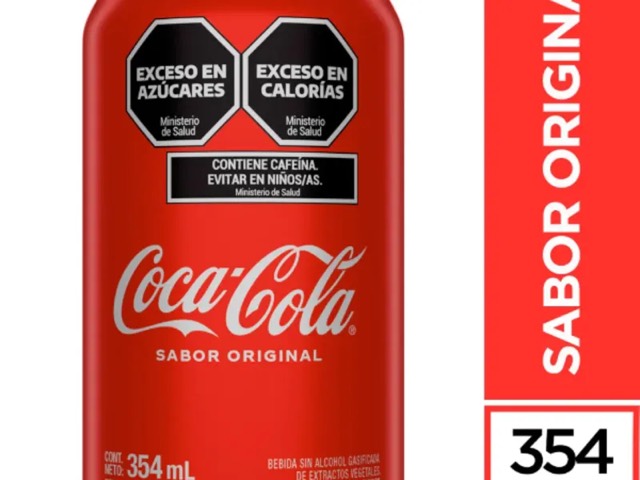 EXCESO EN
AZÚCARES
Ministerio
de Salud
EXCESO EN
CALORÍAS
Ministerio
de Salud
CONTIENE CAFEÍNA.
EVITAR EN NIÑOS/AS.
Ministerio de Salud
Coca-Cola®
SABOR ORIGINAL
CONT.
NETO: 354 mL
BEBIDA SIN ALCOHOL GASIFICADA
DE EXTRACTOS VEGETALES
SABOR ORIGINA
354